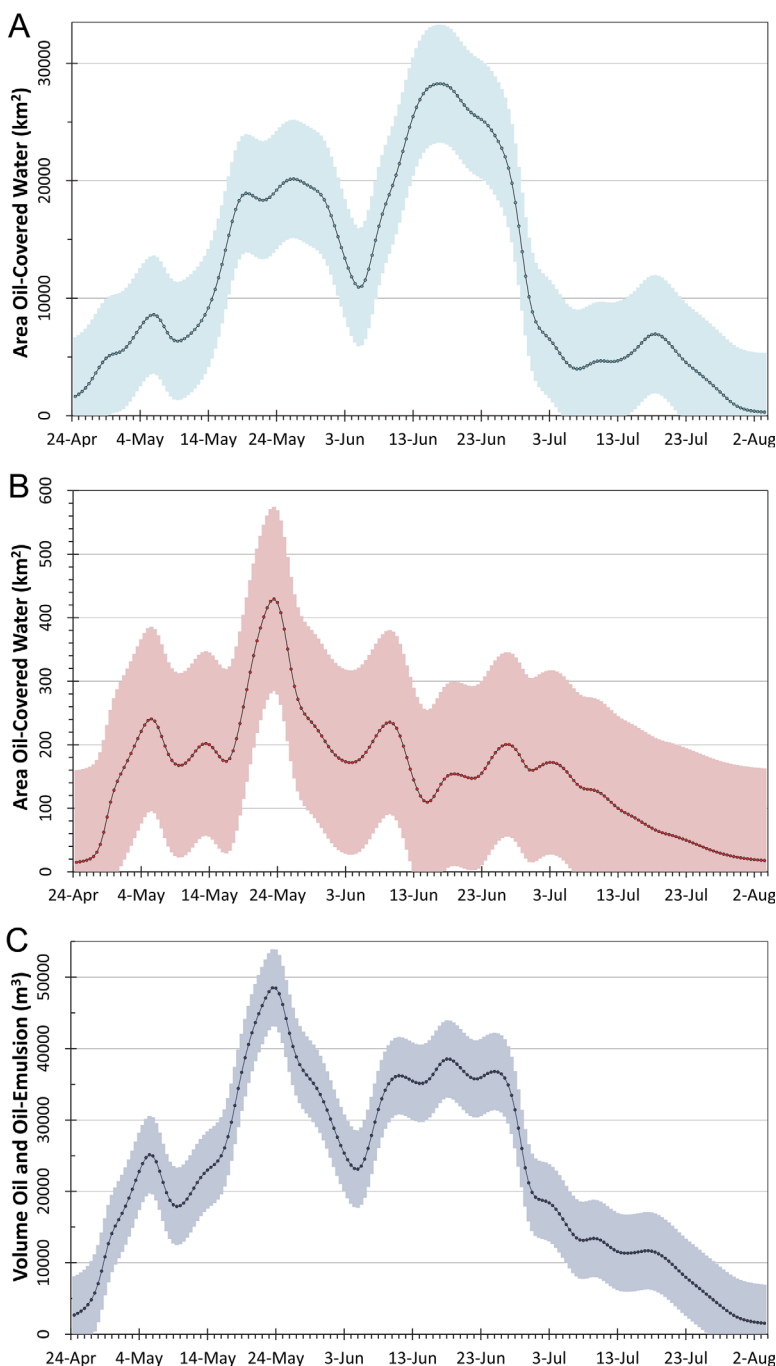 A
Area Oil-Covered Water (km²)
30000
20000
10000
0
24-Apr 4-May 14-May 24-May 3-Jun 13-Jun 23-Jun 3-Jul 13-Jul 23-Jul 2-Aug
B
Area Oil-Covered Water (km²)
600
500
400
300
200
100
0
24-Apr 4-May 14-May 24-May 3-Jun 13-Jun 23-Jun 3-Jul 13-Jul 23-Jul 2-Aug
C
Volume Oil and Oil-Emulsion (m³)
50000
40000
30000
20000
10000
0
24-Apr 4-May 14-May 24-May 3-Jun 13-Jun 23-Jun 3-Jul 13-Jul 23-Jul 2-Aug